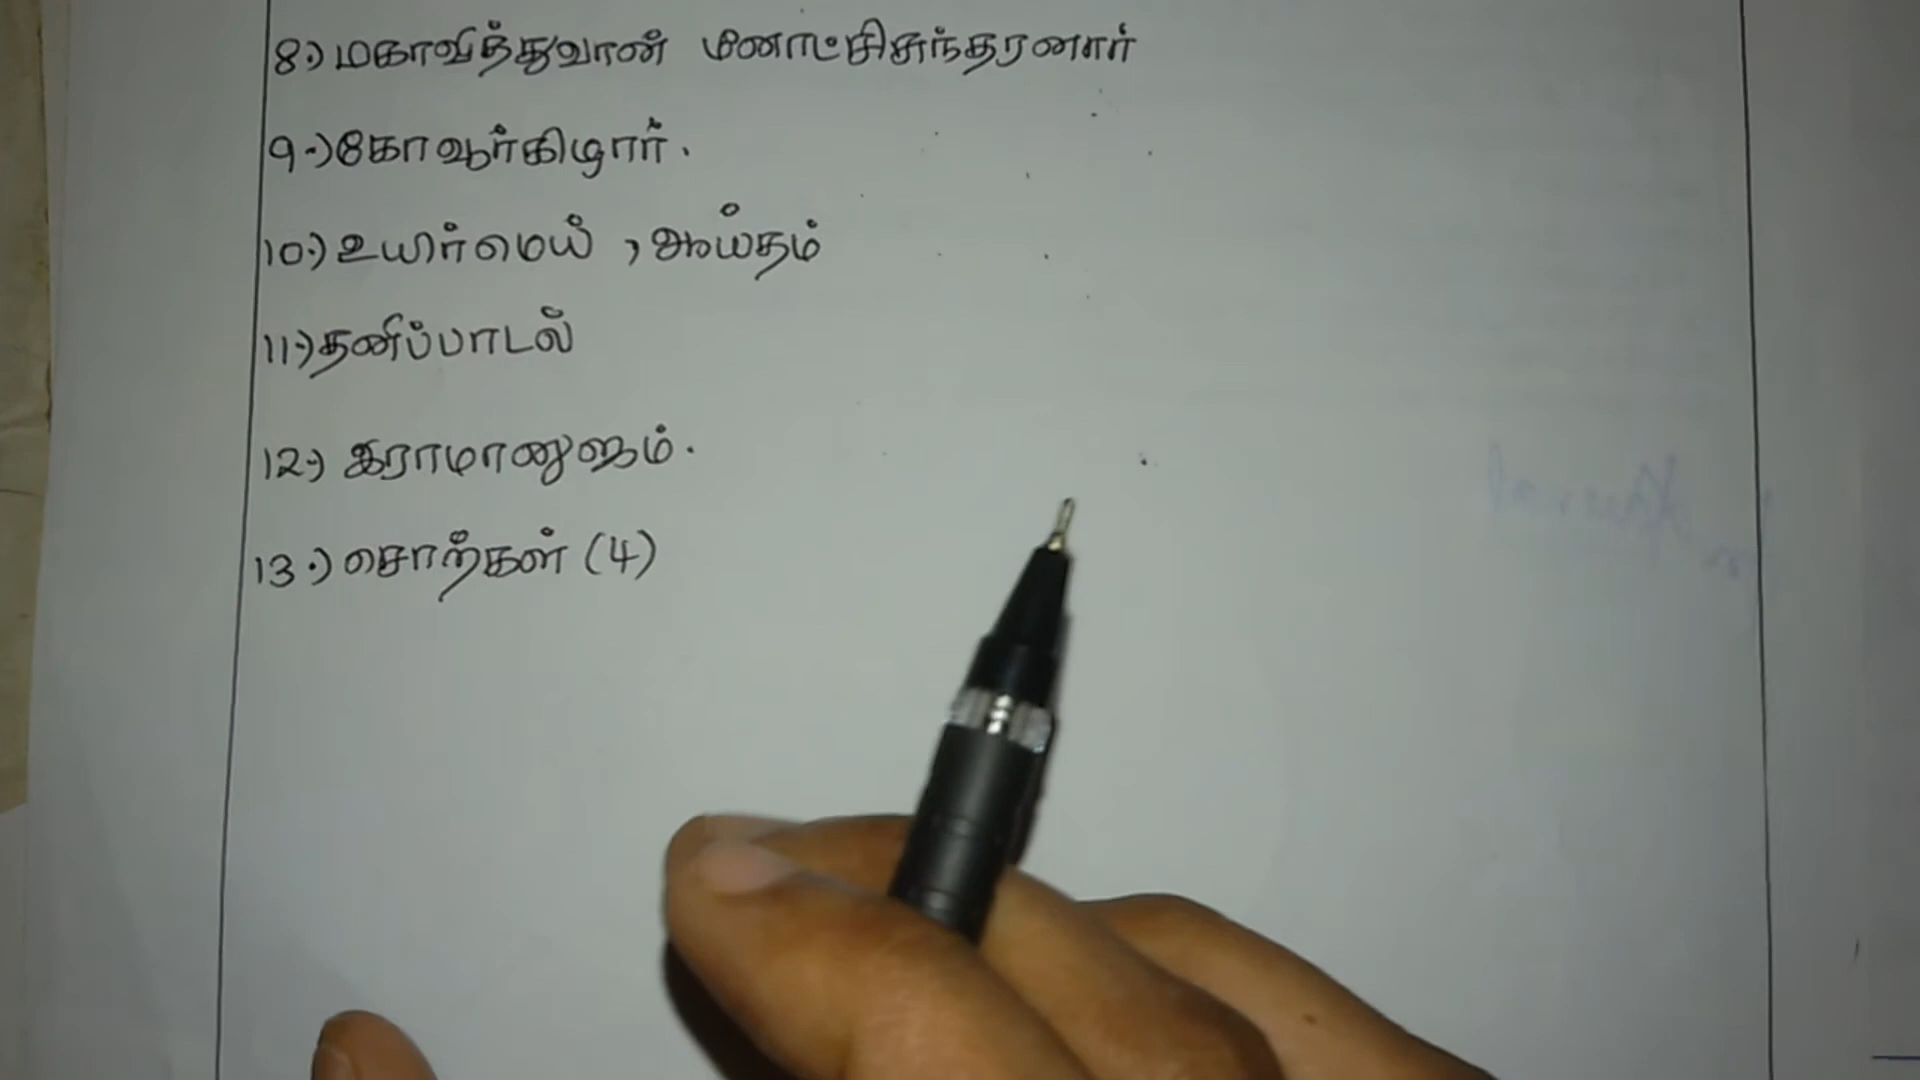 8.) மகாவித்துவான் மீனாட்சிசுந்தரனார்
9.) கோவூர்கிழார்.
10.) உயிர்மெய் , ஆய்தம்
11.) தனிப்பாடல்
12.) இராமானுஜம்.
13.) சொற்கள் (4)